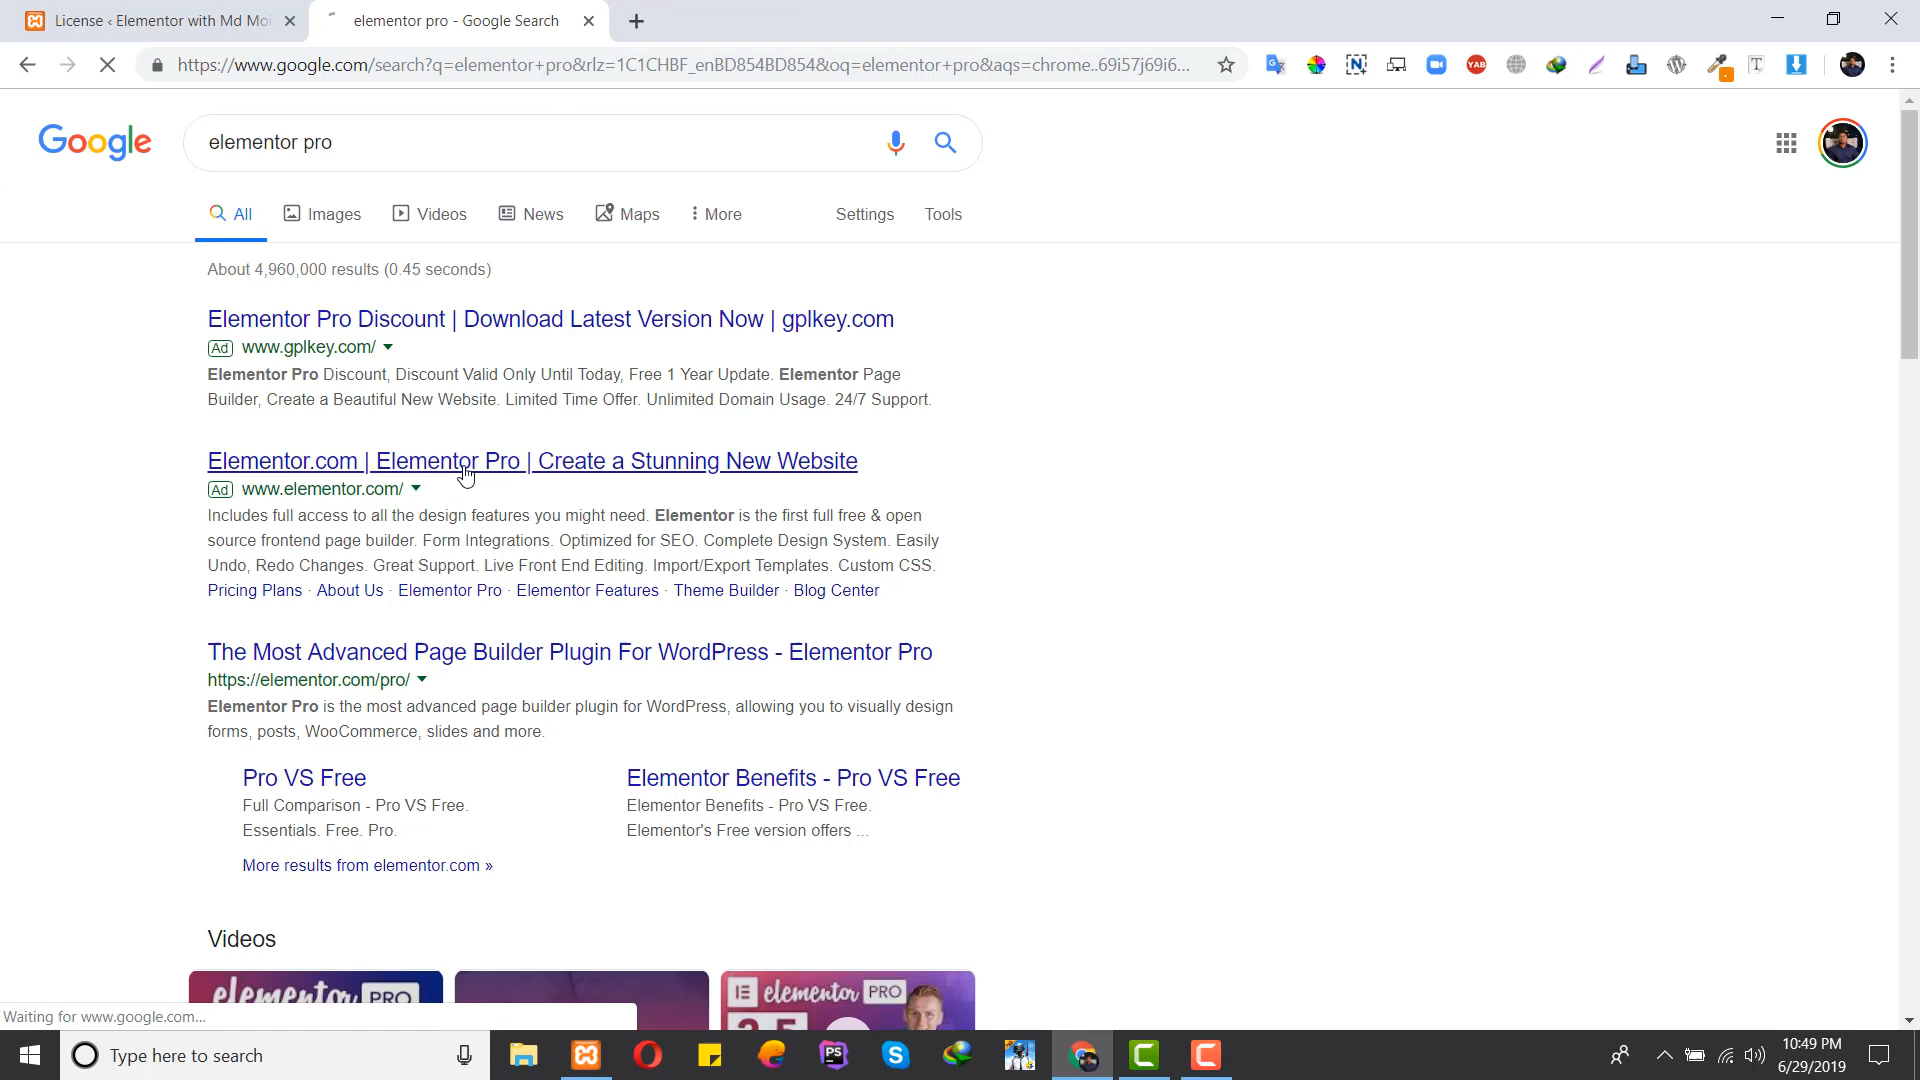 License ‹ Elementor with Md Moi
elementor pro - Google Search
https://www.google.com/search?q=elementor+pro&rlz=1C1CHBF_enBD854BD854&oq=elementor+pro&aqs=chrome..69i57j69i6...
YAB
Google
elementor pro
All
Images
Videos
News
Maps
More
Settings
Tools
About 4,960,000 results (0.45 seconds)
Elementor Pro Discount | Download Latest Version Now | gplkey.com
Ad www.gplkey.com/
Elementor Pro Discount, Discount Valid Only Until Today, Free 1 Year Update. Elementor Page
Builder, Create a Beautiful New Website. Limited Time Offer. Unlimited Domain Usage. 24/7 Support.
Elementor.com | Elementor Pro | Create a Stunning New Website
Ad www.elementor.com/
Includes full access to all the design features you might need. Elementor is the first full free & open
source frontend page builder. Form Integrations. Optimized for SEO. Complete Design System. Easily
Undo, Redo Changes. Great Support. Live Front End Editing. Import/Export Templates. Custom CSS.
Pricing Plans · About Us · Elementor Pro · Elementor Features · Theme Builder · Blog Center
The Most Advanced Page Builder Plugin For WordPress - Elementor Pro
https://elementor.com/pro/
Elementor Pro is the most advanced page builder plugin for WordPress, allowing you to visually design
forms, posts, WooCommerce, slides and more.
Pro VS Free
Full Comparison - Pro VS Free.
Essentials. Free. Pro.
Elementor Benefits - Pro VS Free
Elementor Benefits - Pro VS Free.
Elementor's Free version offers ...
More results from elementor.com »
Videos
elementor PRO
elementor PRO
Waiting for www.google.com...
Type here to search
PS
10:49 PM
6/29/2019